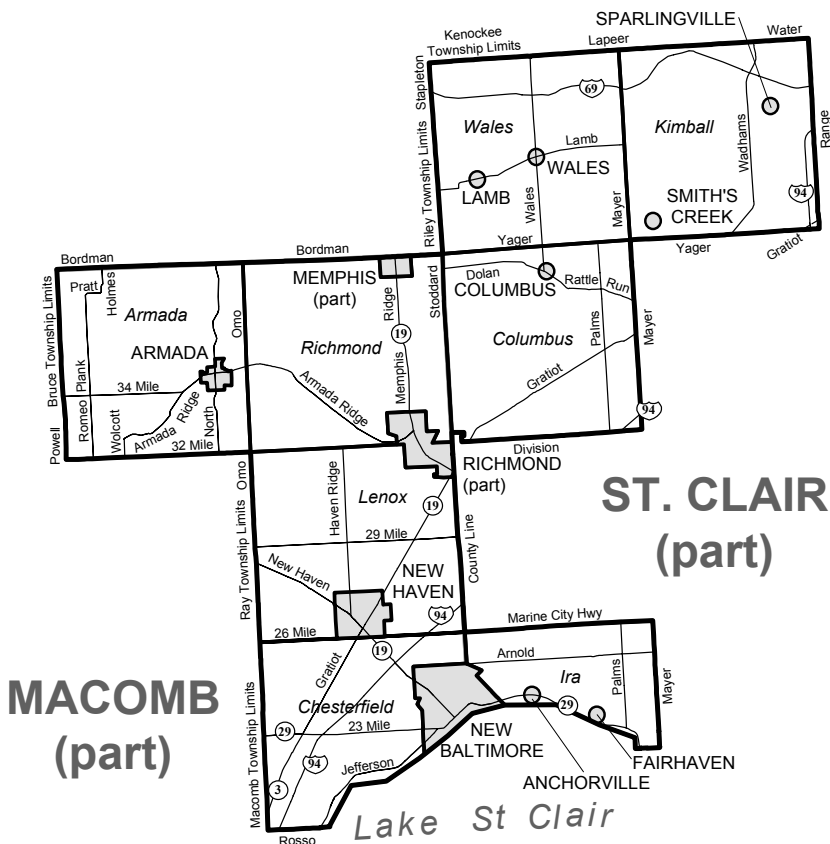 SPARLINGVILLE
Kenockee
Township Limits
Lapeer
Water
Stapleton
69
Wales
Kimball
Wadhams
Range
Riley Township Limits
Lamb
WALES
LAMB
Wales
Mayer
SMITH'S
CREEK
94
Bordman
Bordman
Yager
Yager
Gratiot
Pratt
Holmes
MEMPHIS
(part)
Stoddard
Dolan
COLUMBUS
Rattle
Run
Bruce Township Limits
Armada
Omo
Ridge
19
Richmond
Columbus
Palms
Mayer
ARMADA
Plank
34 Mile
Memphis
Gratiot
Armada Ridge
Powell
Romeo
Wolcott
Armada
Ridge
North
32 Mile
94
Division
RICHMOND
(part)
Omo
Haven Ridge
19
Lenox
ST. CLAIR
(part)
29 Mile
County Line
Ray Township Limits
New Haven
NEW
HAVEN
94
Marine City Hwy
26 Mile
19
Arnold
Gratiot
Ira
Palms
Mayer
MACOMB
(part)
Chesterfield
29
29
23 Mile
NEW
BALTIMORE
Macomb Township Limits
94
Jefferson
FAIRHAVEN
ANCHORVILLE
3
Lake St Clair
Rosso